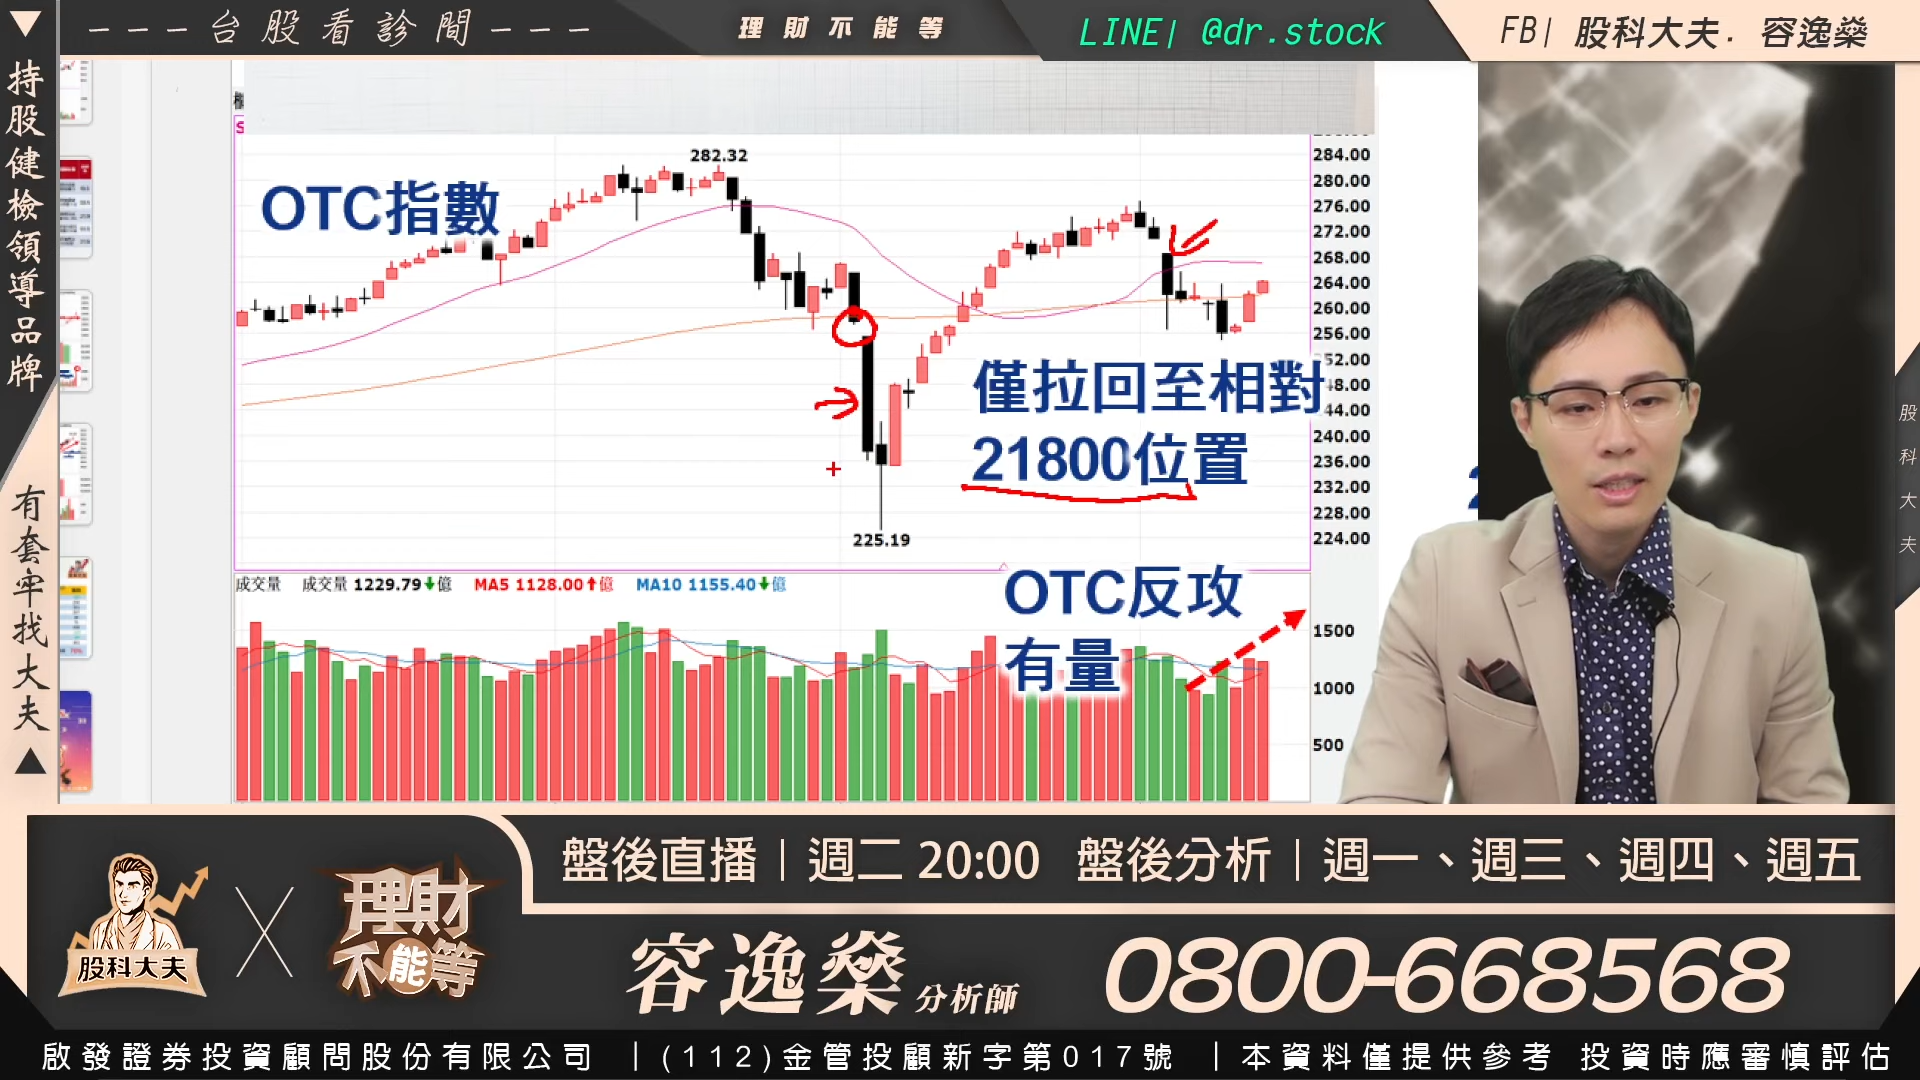 ---台股看診間---
理財不能等
LINE| @dr.stock
FB| 股科大夫. 容逸燊
持股健檢領導品牌
有套牢找大夫
OTC指數
282.32
225.19
284.00
280.00
276.00
272.00
268.00
264.00
260.00
256.00
52.00
48.00
44.00
240.00
236.00
232.00
228.00
224.00
僅拉回至相對
21800位置
成交量 成交量 1229.79億 MA5 1128.00億 MA10 1155.40億
OTC反攻
有量
1500
1000
500
股科大夫
盤後直播|週二 20:00 盤後分析|週一、週三、週四、週五
股科大夫
理財不能等
容逸燊 分析師 0800-668568
啟發證券投資顧問股份有限公司 |(112)金管投顧新字第017號 |本資料僅提供參考 投資時應審慎評估